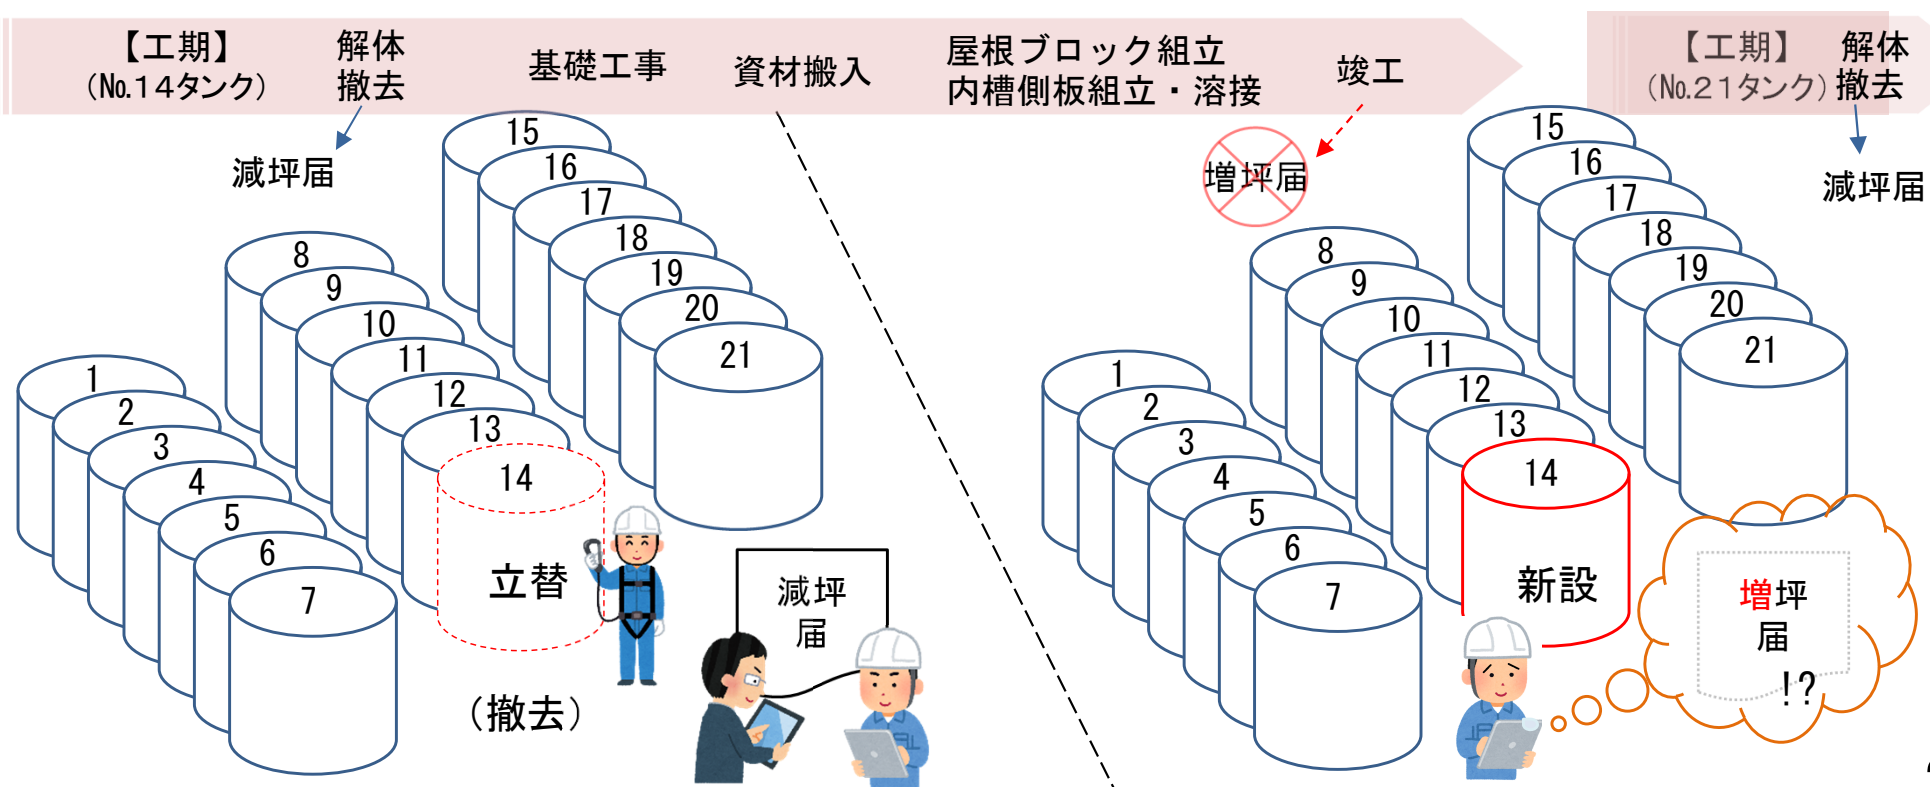 【工期】
(№.14タンク)
解体
撤去
基礎工事
資材搬入
屋根ブロック組立
内槽側板組立・溶接
竣工
【工期】
(№.21タンク)
解体
撤去
減坪届
増坪届
減坪届
15
16
17
18
19
20
21
8
9
10
11
12
13
14
立替
1
2
3
4
5
6
7
(撤去)
減坪
届
15
16
17
18
19
20
21
8
9
10
11
12
13
14
新設
1
2
3
4
5
6
7
増坪
届
!?